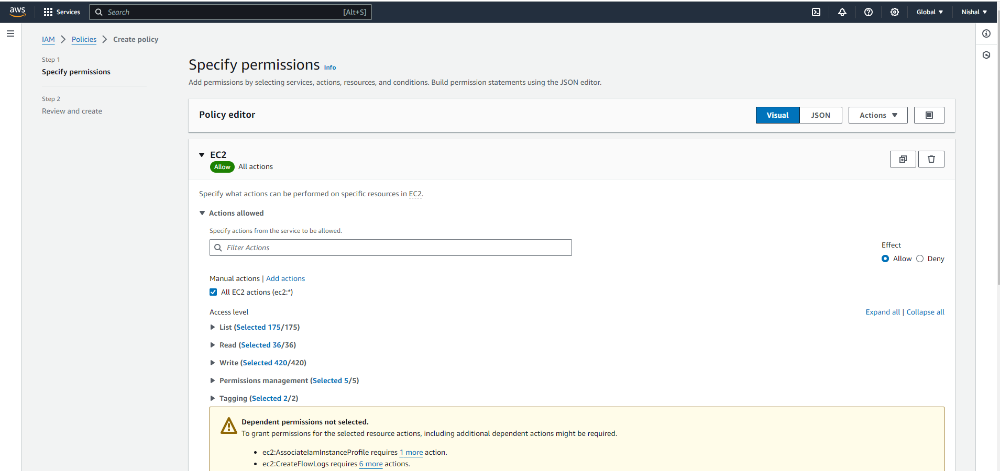 aws Services Search [Alt+S] Global Nishal
IAM Policies Create policy
Step 1
Specify permissions
Step 2
Review and create
Specify permissions Info
Add permissions by selecting services, actions, resources, and conditions. Build permission statements using the JSON editor.
Policy editor Visual JSON Actions
EC2
Allow All actions
Specify what actions can be performed on specific resources in EC2.
Actions allowed
Specify actions from the service to be allowed.
Filter Actions
Effect
Allow Deny
Manual actions | Add actions
All EC2 actions (ec2:*)
Access level Expand all | Collapse all
List (Selected 175/175)
Read (Selected 36/36)
Write (Selected 420/420)
Permissions management (Selected 5/5)
Tagging (Selected 2/2)
Dependent permissions not selected.
To grant permissions for the selected resource actions, including additional dependent actions might be required.
• ec2:AssociateIamInstanceProfile requires 1 more action.
• ec2:CreateFlowLogs requires 6 more actions.